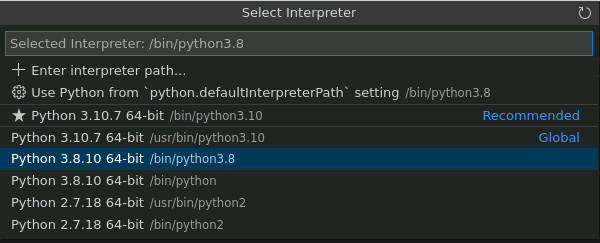 Select Interpreter
Selected Interpreter: /bin/python3.8
Enter interpreter path...
Use Python from `python.defaultInterpreterPath` setting /bin/python3.8
Python 3.10.7 64-bit /bin/python3.10 Recommended
Python 3.10.7 64-bit /usr/bin/python3.10 Global
Python 3.8.10 64-bit /bin/python3.8
Python 3.8.10 64-bit /bin/python
Python 2.7.18 64-bit /usr/bin/python2
Python 2.7.18 64-bit /bin/python2